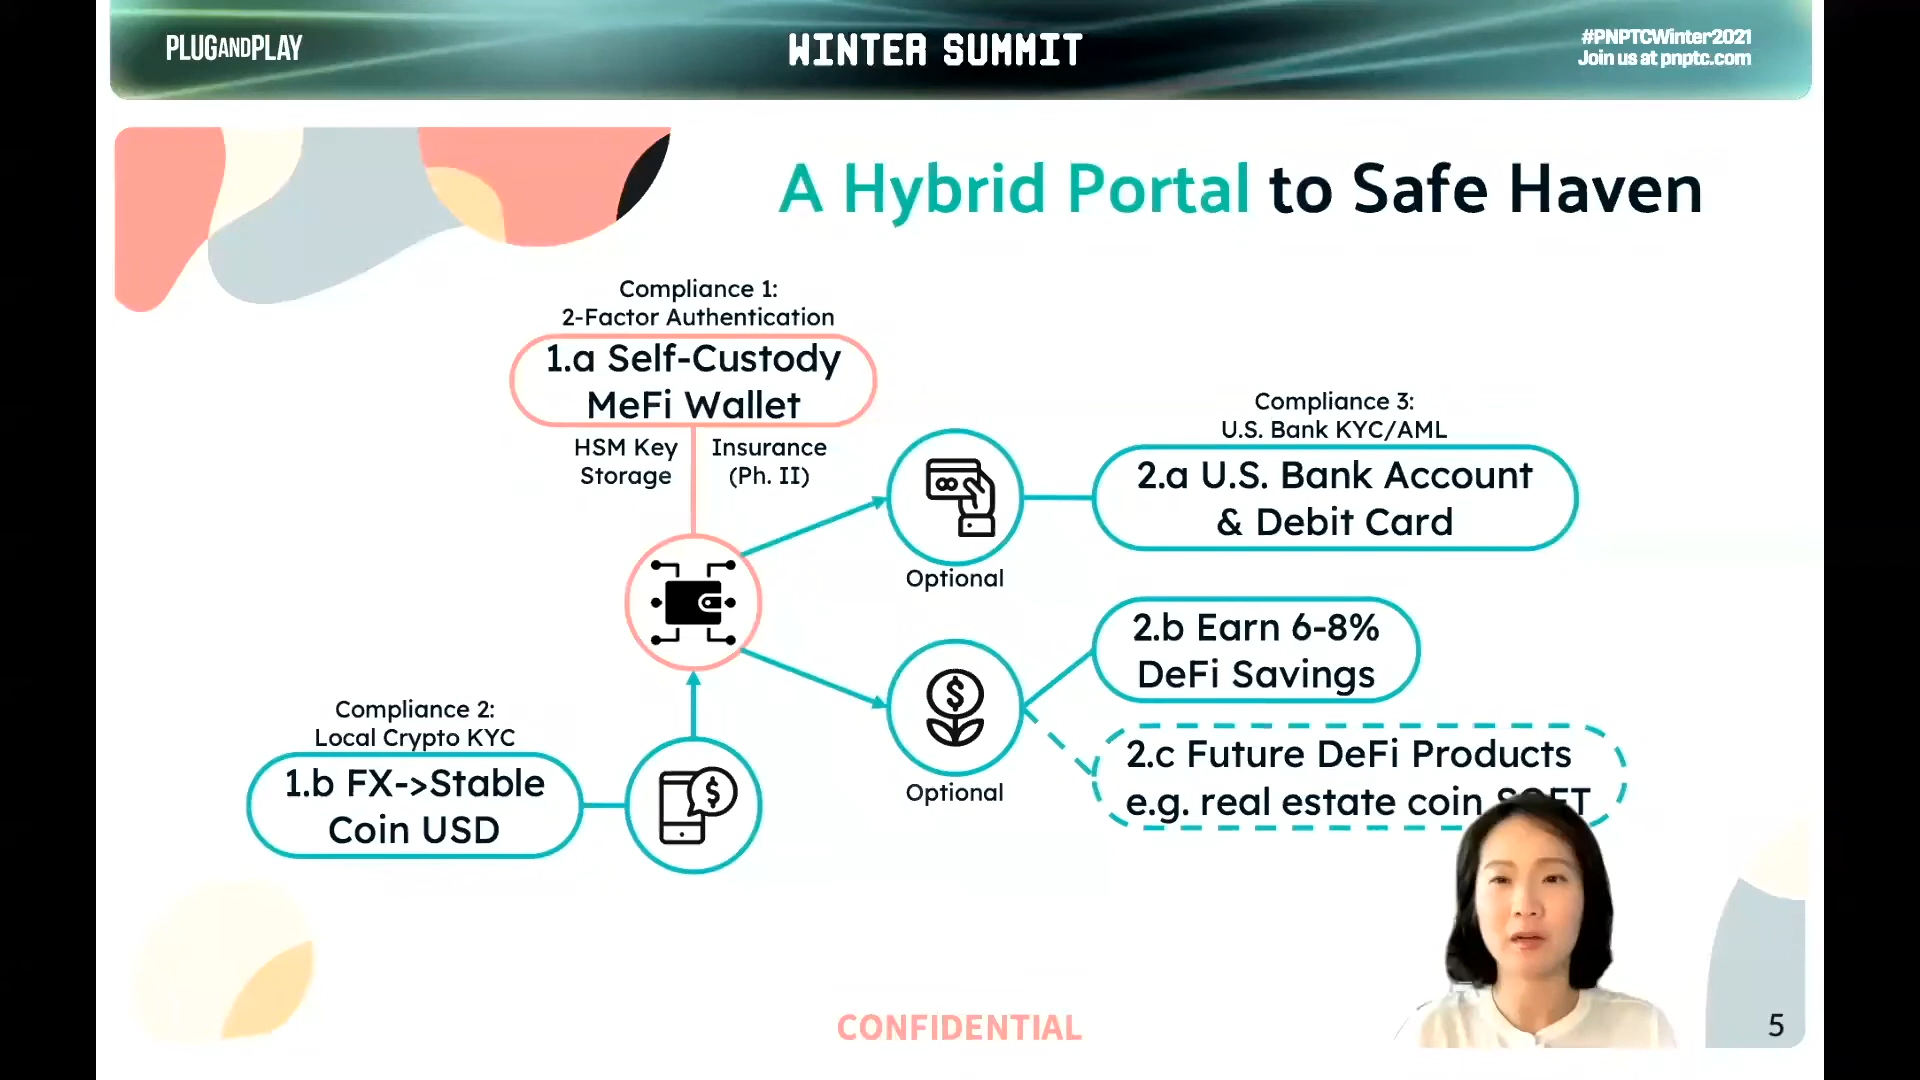 PLUGANDPLAY
WINTER SUMMIT
#PNPTCWinter2021
Join us at pnptc.com
A Hybrid Portal to Safe Haven
Compliance 1:
2-Factor Authentication
1.a Self-Custody
MeFi Wallet
HSM Key
Storage
Insurance
(Ph. II)
Compliance 3:
U.S. Bank KYC/AML
2.a U.S. Bank Account
& Debit Card
Optional
2.b Earn 6-8%
DeFi Savings
Compliance 2:
Local Crypto KYC
1.b FX->Stable
Coin USD
Optional
2.c Future DeFi Products
e.g. real estate coin
CONFIDENTIAL
5